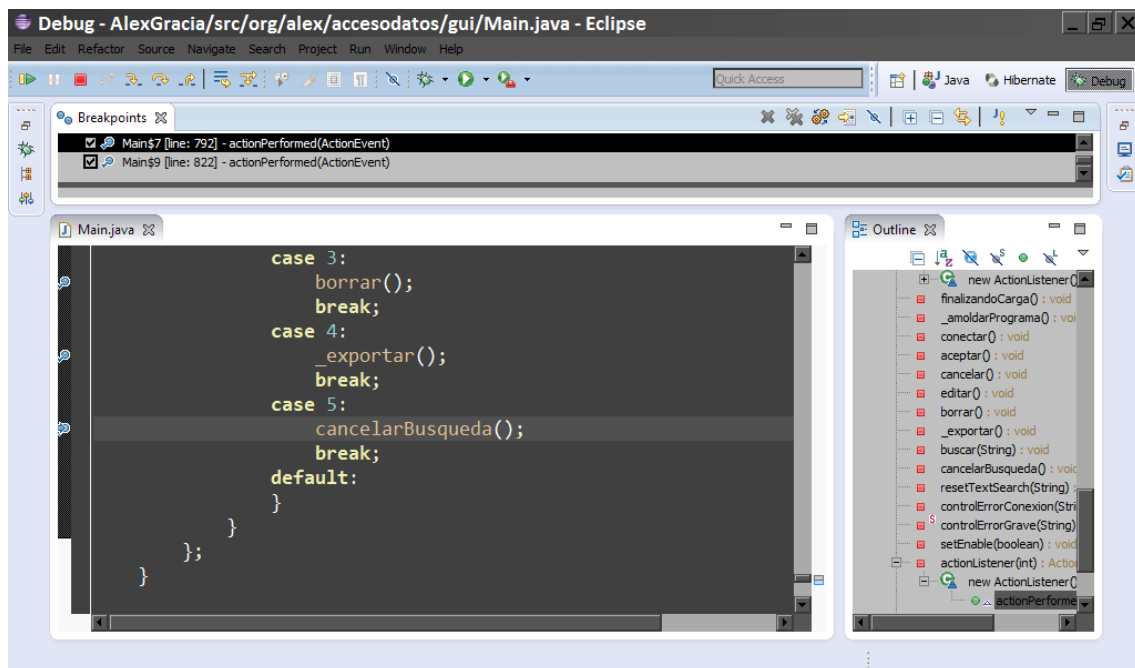 Debug - AlexGracia/src/org/alex/accesodatos/gui/Main.java - Eclipse
File Edit Refactor Source Navigate Search Project Run Window Help
Quick Access
Java Hibernate Debug
Breakpoints
Main$7 [line: 792] - actionPerformed(ActionEvent)
Main$9 [line: 822] - actionPerformed(ActionEvent)
Main.java
case 3:
borrar();
break;
case 4:
_exportar();
break;
case 5:
cancelarBusqueda();
break;
default:
}
}
};
}
Outline
new ActionListener()
finalizandoCarga() : void
_amoldarPrograma() : voi
conectar() : void
aceptar() : void
cancelar() : void
editar() : void
borrar() : void
_exportar() : void
buscar(String) : void
cancelarBusqueda() : void
resetTextSearch(String) :
controlErrorConexion(Stri
controlErrorGrave(String)
setEnable(boolean) : void
actionListener(int) : Action
new ActionListener()
actionPerforme